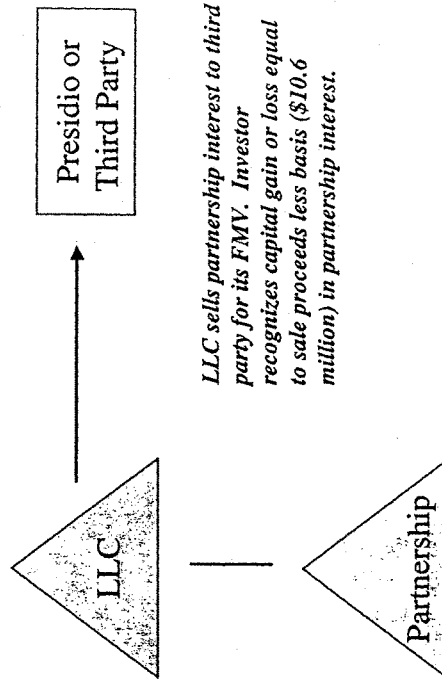 LLC
Presidio or
Third Party
LLC sells partnership interest to third
party for its FMV.  Investor
recognizes capital gain or loss equal
to sale proceeds less basis ($10.6
million) in partnership interest.
Partnership